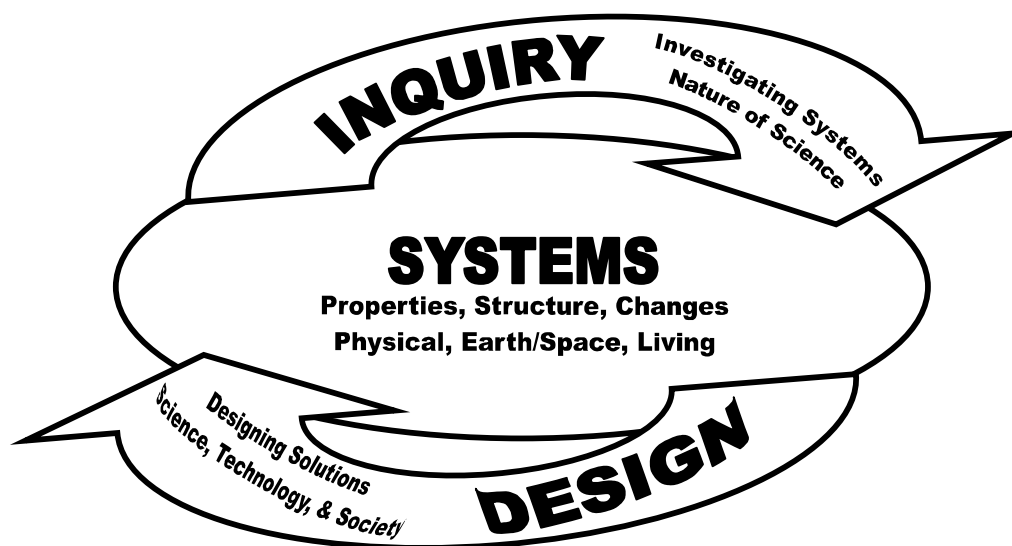 INQUIRY
Investigating Systems
Nature of Science
SYSTEMS
Properties, Structure, Changes
Physical, Earth/Space, Living
Designing Solutions
Science, Technology, & Society
DESIGN